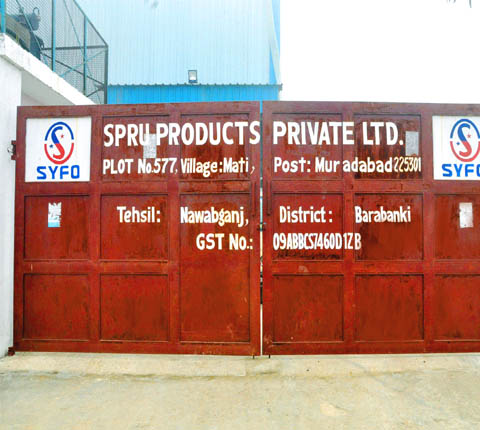 SPRU PRODUCTS PRIVATE LTD.
SYFO
PLOT No.577, Village:Mati, Post: Muradabad 225301
SYFO
Tehsil: Nawabganj, District: Barabanki
GST No.: 09ABBCS7460D1ZB